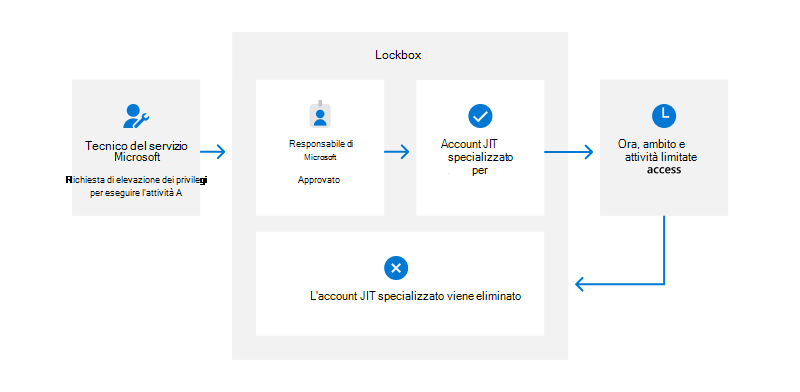 Lockbox
Tecnico del servizio
Microsoft
Richiesta di elevazione dei privilegi
per eseguire l'attività A
Responsabile di
Microsoft
Approvato
Account JIT
specializzato
per
Ora, ambito e
attività limitate
access
L'account JIT specializzato viene eliminato